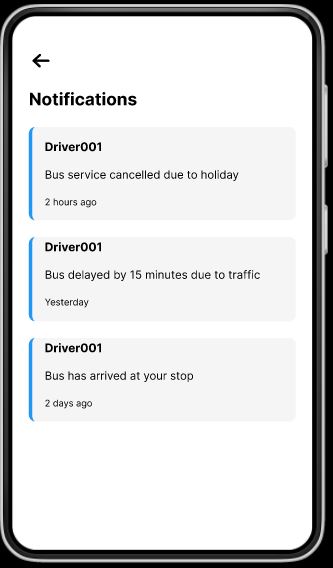 Notifications
Driver001
Bus service cancelled due to holiday
2 hours ago
Driver001
Bus delayed by 15 minutes due to traffic
Yesterday
Driver001
Bus has arrived at your stop
2 days ago